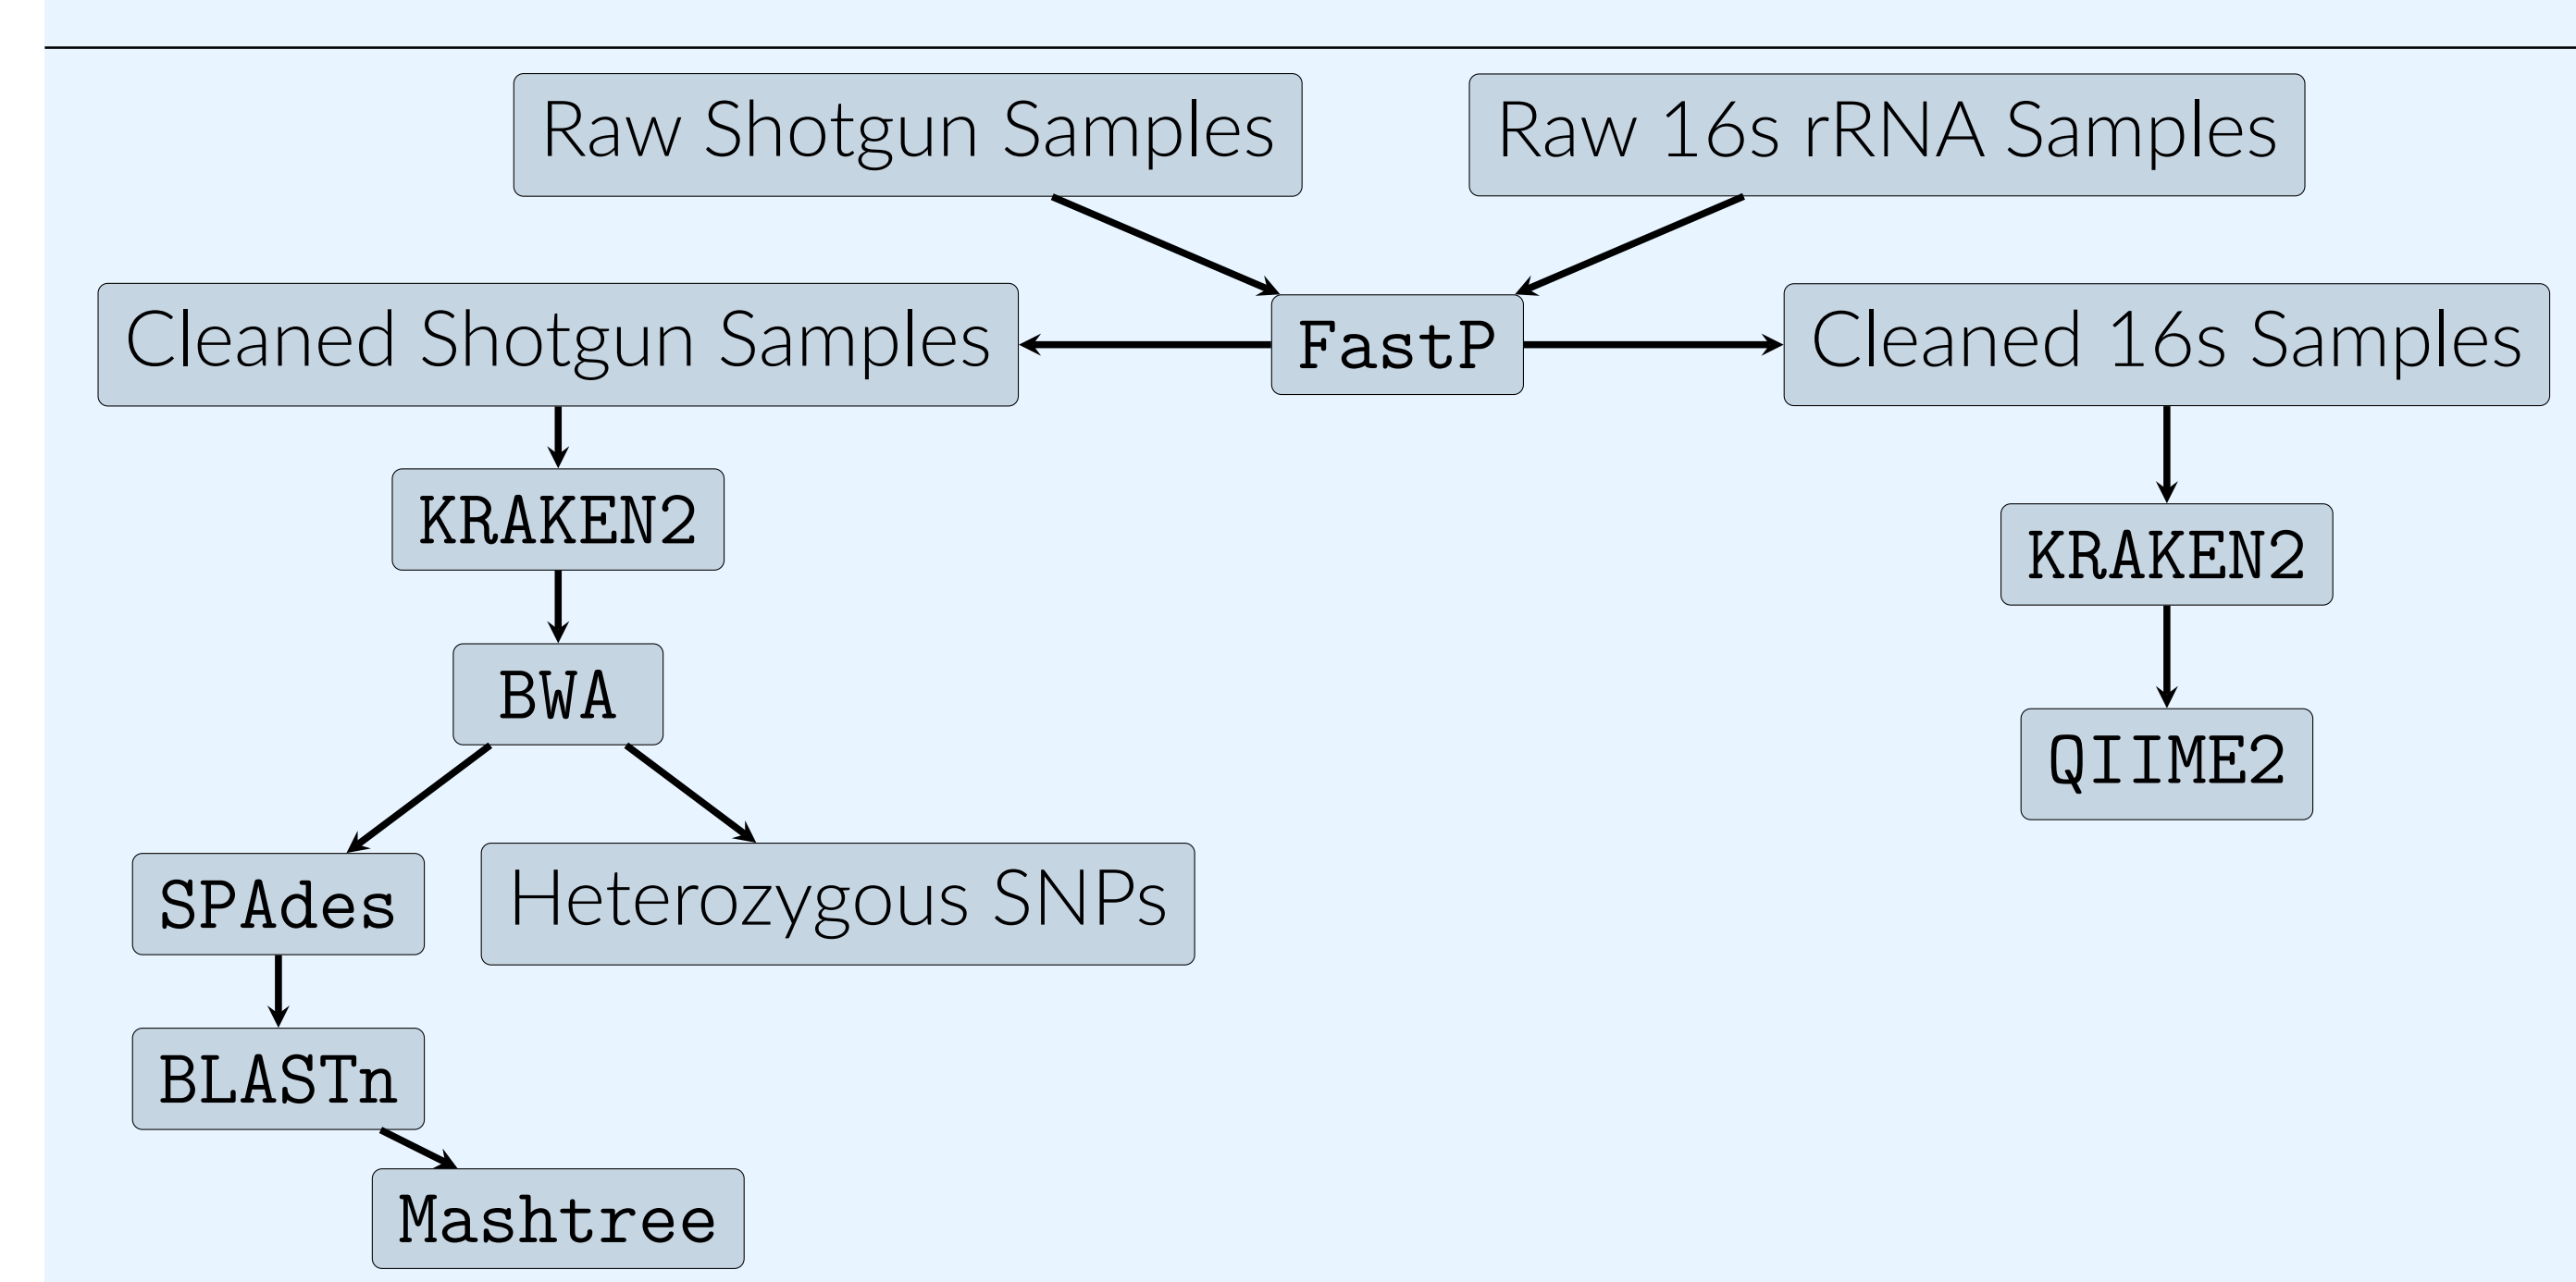 Raw Shotgun Samples
Raw 16s rRNA Samples
Cleaned Shotgun Samples
FastP
Cleaned 16s Samples
KRAKEN2
KRAKEN2
BWA
QIIME2
SPAdes
Heterozygous SNPs
BLASTn
Mashtree